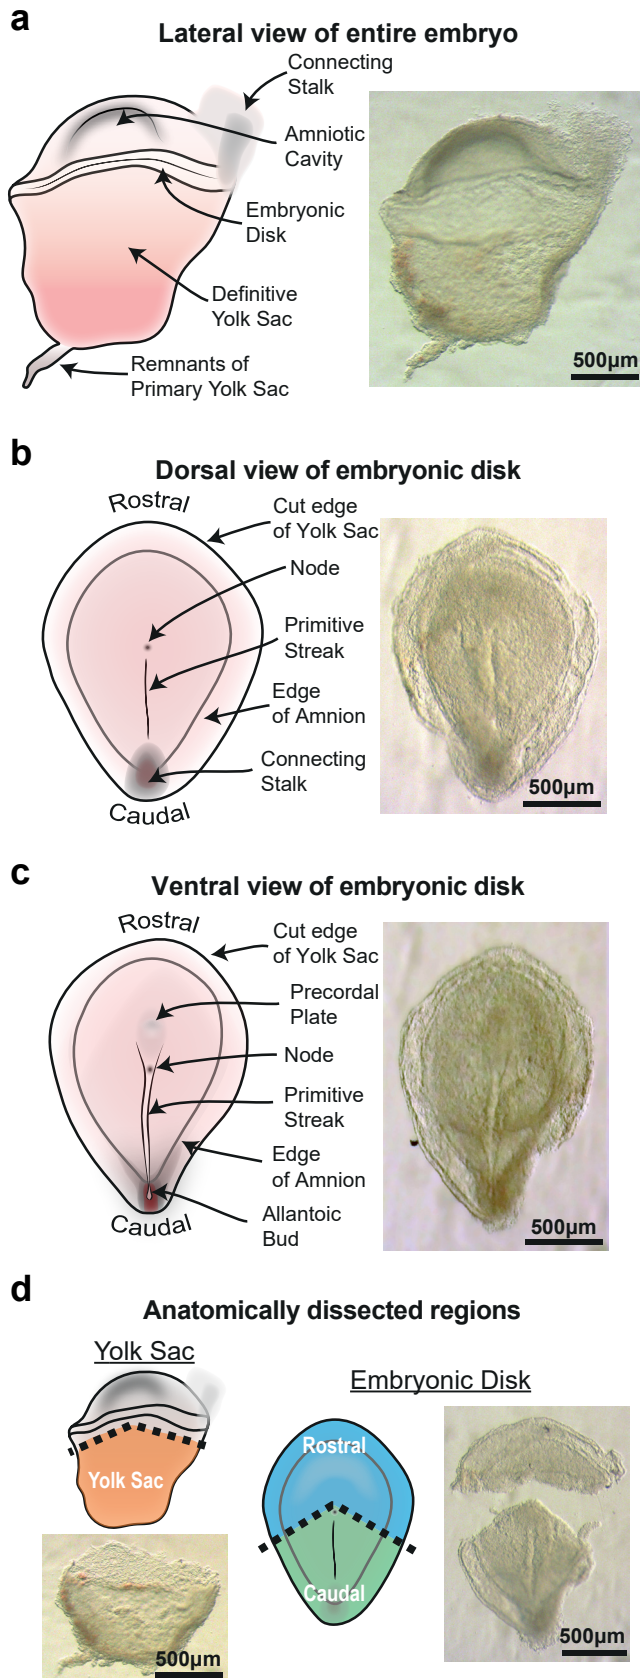 a
Lateral view of entire embryo
Connecting
Stalk
Amniotic
Cavity
Embryonic
Disk
Definitive
Yolk Sac
Remnants of
Primary Yolk Sac
500µm
b
Dorsal view of embryonic disk
Rostral
Cut edge
of Yolk Sac
Node
Primitive
Streak
Edge
of Amnion
Connecting
Stalk
Caudal
500µm
c
Ventral view of embryonic disk
Rostral
Cut edge
of Yolk Sac
Precordal
Plate
Node
Primitive
Streak
Edge
of Amnion
Allantoic
Bud
Caudal
500µm
d
Anatomically dissected regions
Yolk Sac
Yolk Sac
500µm
Embryonic Disk
Rostral
Caudal
500µm